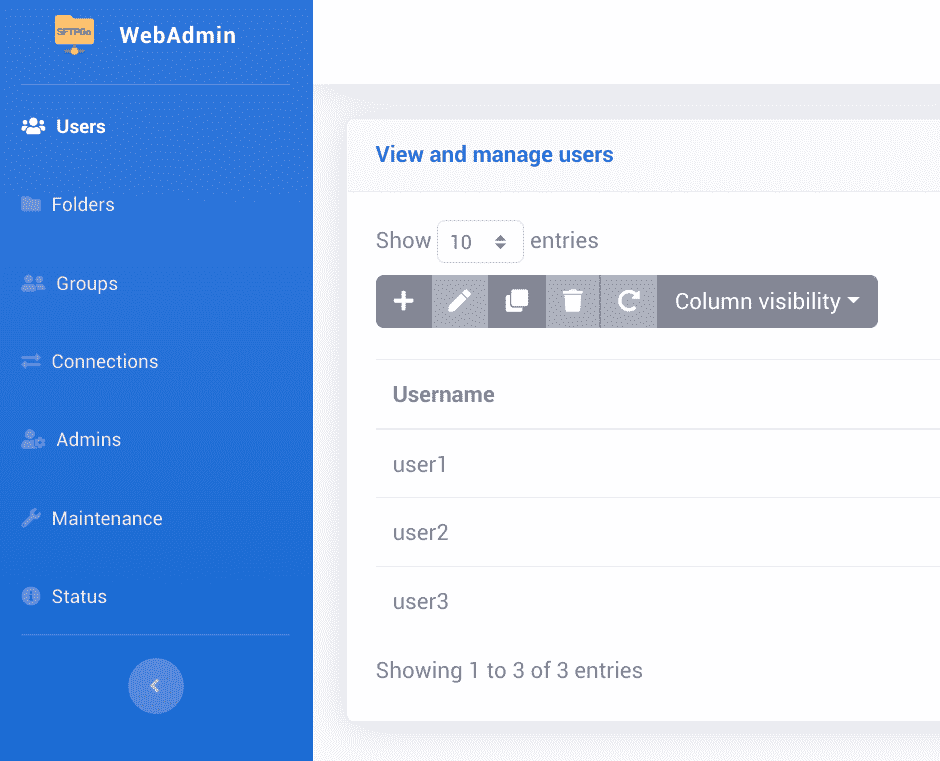 SFTPGo
WebAdmin
Users
Folders
Groups
Connections
Admins
Maintenance
Status
View and manage users
Show 10 entries
Column visibility
Username
user1
user2
user3
Showing 1 to 3 of 3 entries